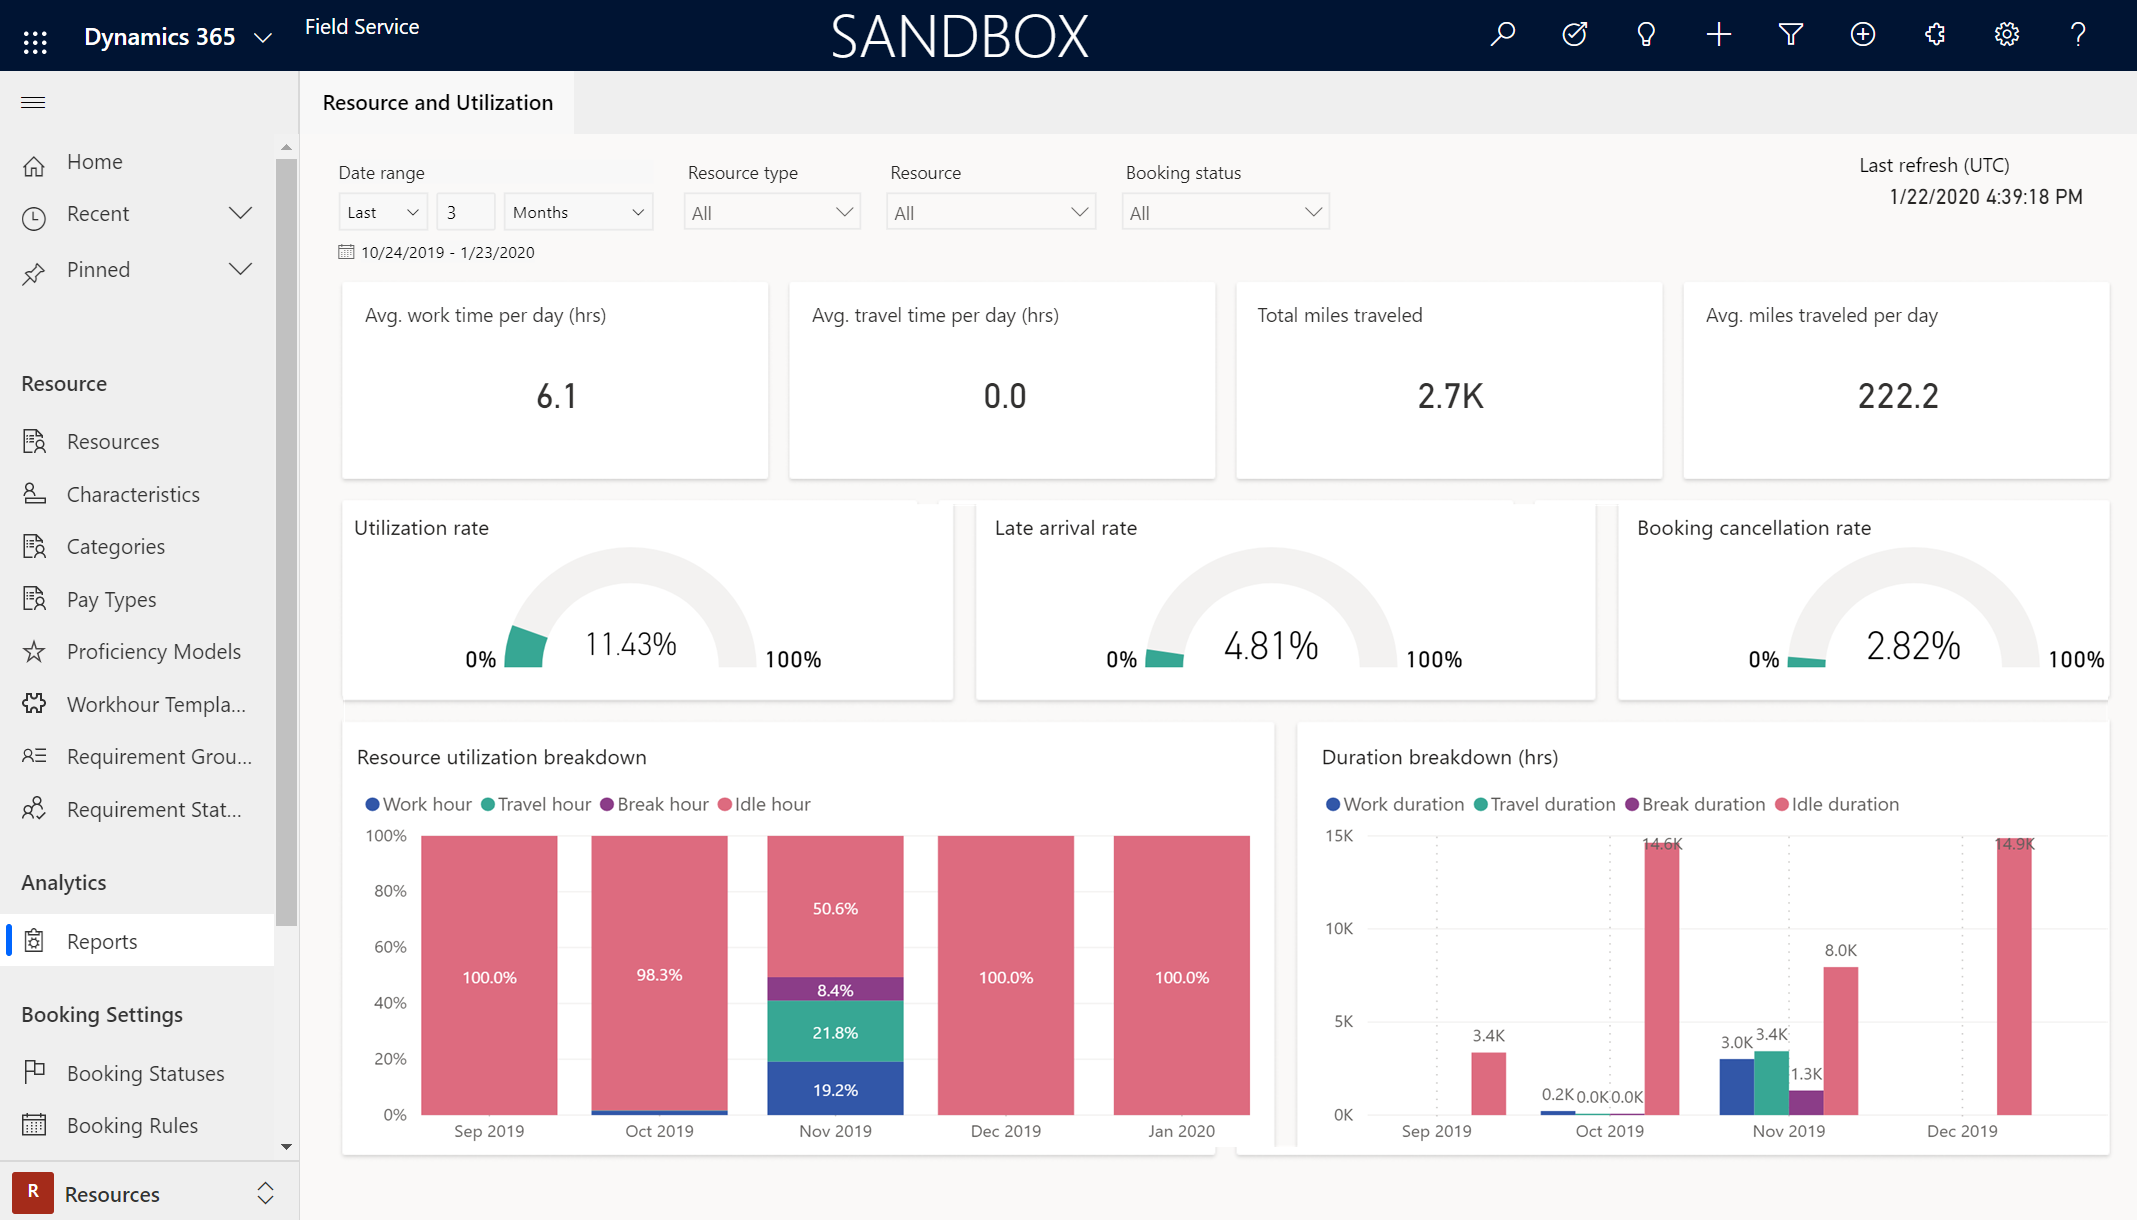 Dynamics 365
Field Service
SANDBOX
Home
Recent
Pinned
Resource
Resources
Characteristics
Categories
Pay Types
Proficiency Models
Workhour Templa...
Requirement Grou...
Requirement Stat...
Analytics
Reports
Booking Settings
Booking Statuses
Booking Rules
R Resources
Resource and Utilization
Date range
Last 3 Months
10/24/2019 - 1/23/2020
Resource type
All
Resource
All
Booking status
All
Last refresh (UTC)
1/22/2020 4:39:18 PM
Avg. work time per day (hrs)
6.1
Avg. travel time per day (hrs)
0.0
Total miles traveled
2.7K
Avg. miles traveled per day
222.2
Utilization rate
0% 11.43% 100%
Late arrival rate
0% 4.81% 100%
Booking cancellation rate
0% 2.82% 100%
Resource utilization breakdown
Work hour Travel hour Break hour Idle hour
100%
80%
60%
40%
20%
0%
100.0%
98.3%
50.6%
8.4%
21.8%
19.2%
100.0%
100.0%
Sep 2019 Oct 2019 Nov 2019 Dec 2019 Jan 2020
Duration breakdown (hrs)
Work duration Travel duration Break duration Idle duration
15K
10K
5K
0K
3.4K
0.2K 0.0K 0.0K
14.6K
3.0K 3.4K
1.3K
8.0K
14.9K
Sep 2019 Oct 2019 Nov 2019 Dec 2019